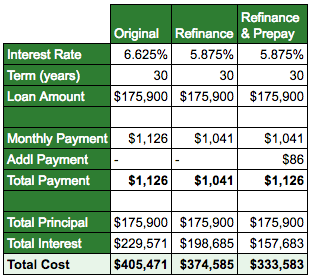 Refinance
Original Refinance & Prepay
Interest Rate 6.625% 5.875% 5.875%
Term (years) 30 30 30
Loan Amount $175,900 $175,900 $175,900
Monthly Payment $1,126 $1,041 $1,041
Addl Payment - - $86
Total Payment $1,126 $1,041 $1,126
Total Principal $175,900 $175,900 $175,900
Total Interest $229,571 $198,685 $157,683
Total Cost $405,471 $374,585 $333,583